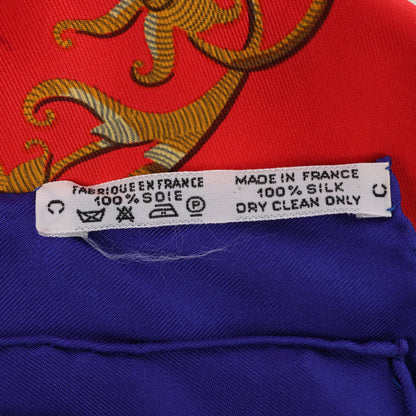 C
FABRIQUE EN FRANCE
100% SOIE
P
MADE IN FRANCE
100% SILK
DRY CLEAN ONLY
C